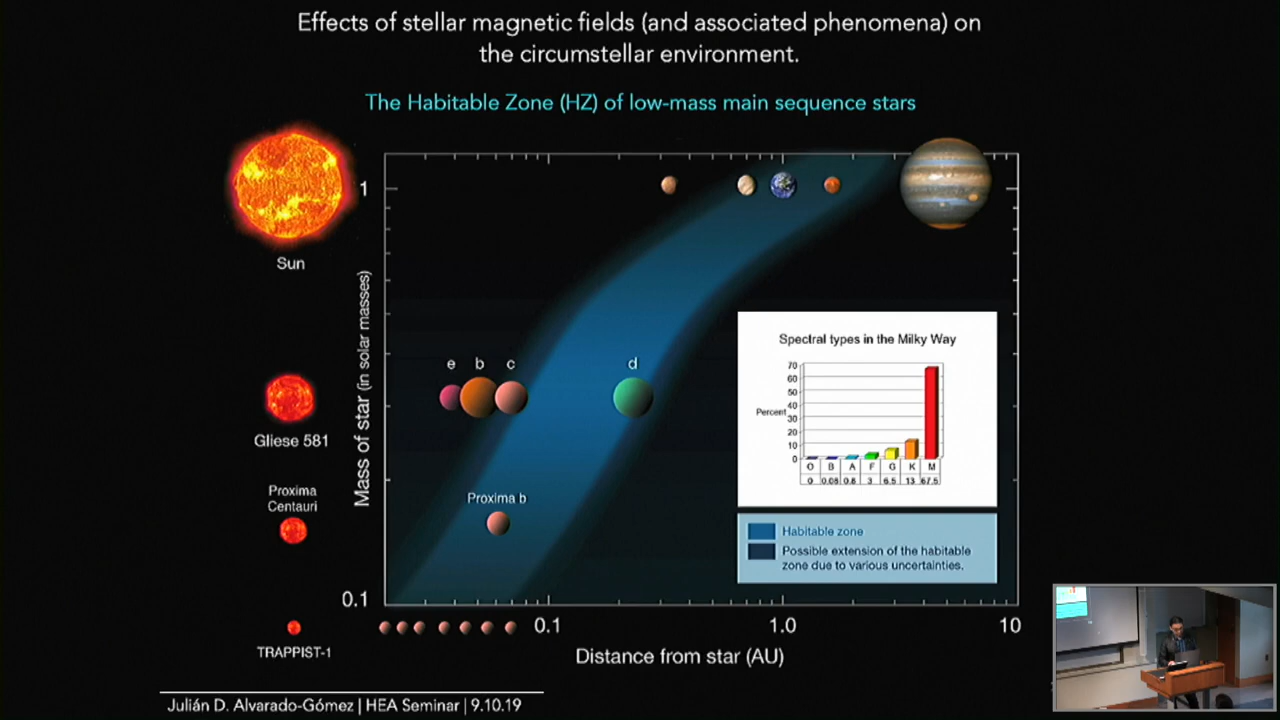 Effects of stellar magnetic fields (and associated phenomena) on
the circumstellar environment.
The Habitable Zone (HZ) of low-mass main sequence stars
Sun
Gliese 581
Proxima
Centauri
TRAPPIST-1
Mass of star (in solar masses)
1
0.1
e b c d
Proxima b
Spectral types in the Milky Way
Percent
70
60
50
40
30
20
10
0
O B A F G K M
0 0.08 0.8 3 6.5 13 67.5
Habitable zone
Possible extension of the habitable
zone due to various uncertainties.
0.1 1.0 10
Distance from star (AU)
Julián D. Alvarado-Gómez | HEA Seminar | 9.10.19